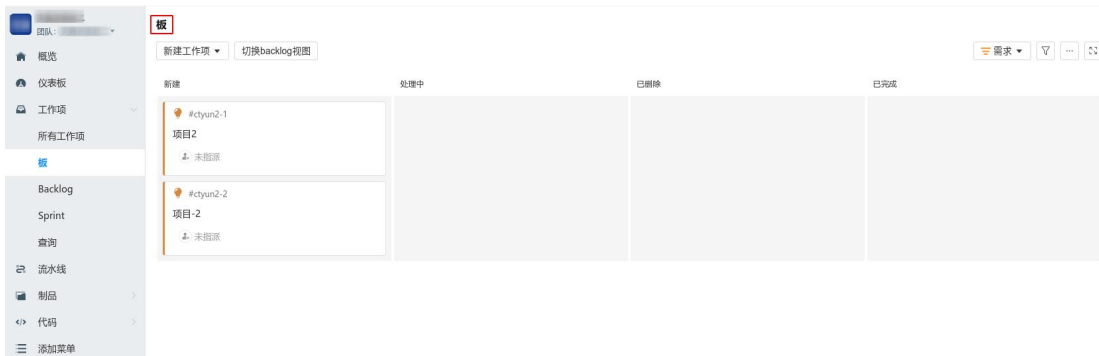 团队:
概览
仪表板
工作项
所有工作项
板
Backlog
Sprint
查询
流水线
制品
代码
添加菜单
板
新建工作项
切换backlog视图
需求
新建
处理中
已删除
已完成
#ctyun2-1
项目2
未指派
#ctyun2-2
项目-2
未指派